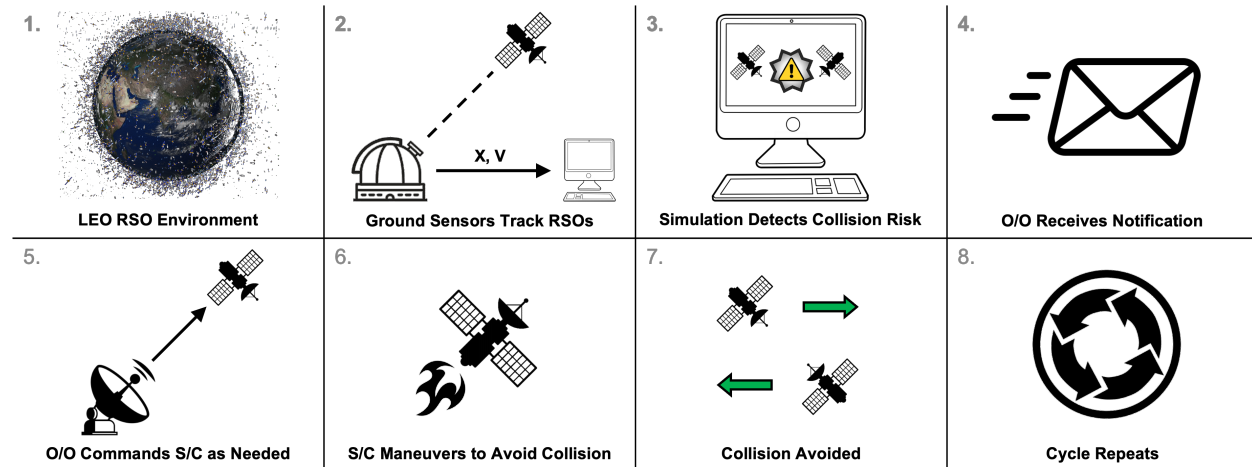 1.
LEO RSO Environment
2.
X, V
Ground Sensors Track RSOs
3.
Simulation Detects Collision Risk
4.
O/O Receives Notification
5.
O/O Commands S/C as Needed
6.
S/C Maneuvers to Avoid Collision
7.
Collision Avoided
8.
Cycle Repeats